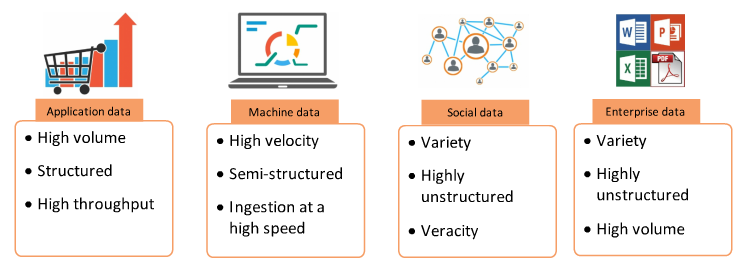 W
P
X
PDF
Application data
• High volume
• Structured
• High throughput
Machine data
• High velocity
• Semi-structured
• Ingestion at a
high speed
Social data
• Variety
• Highly
unstructured
• Veracity
Enterprise data
• Variety
• Highly
unstructured
• High volume